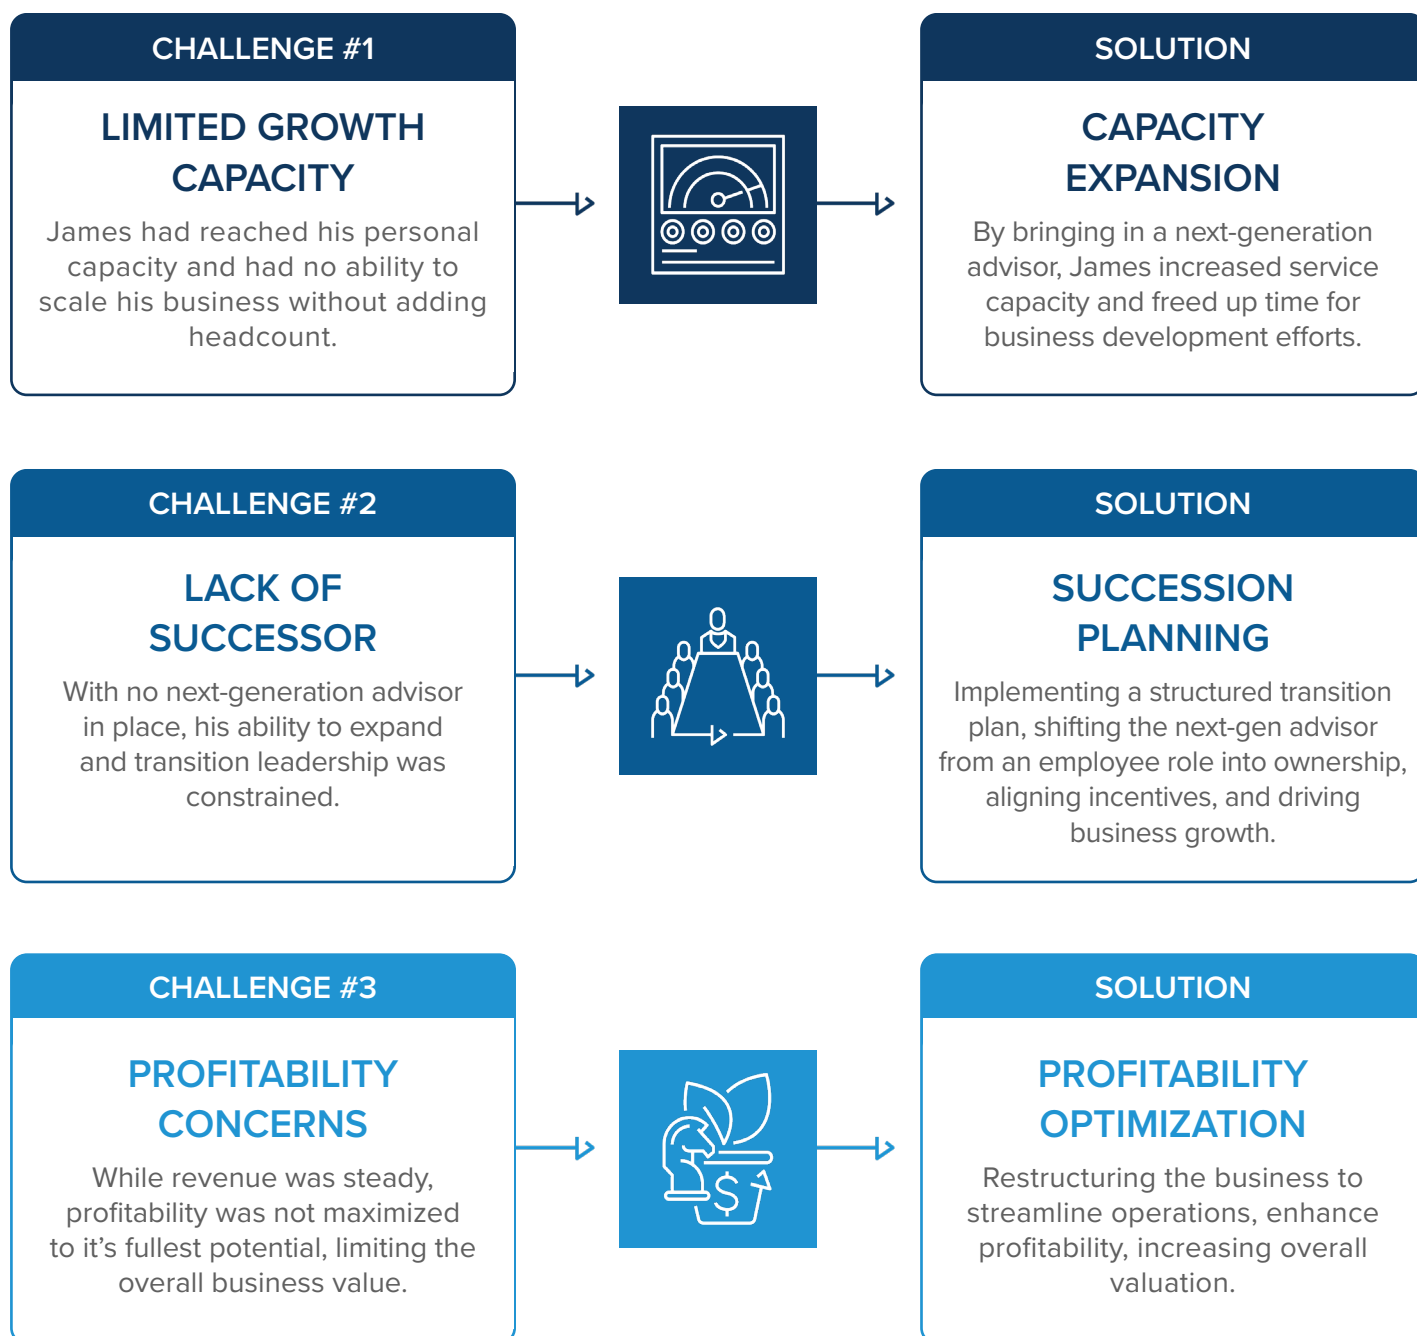 CHALLENGE #1
LIMITED GROWTH
CAPACITY
James had reached his personal
capacity and had no ability to
scale his business without adding
headcount.
SOLUTION
CAPACITY
EXPANSION
By bringing in a next-generation
advisor, James increased service
capacity and freed up time for
business development efforts.
CHALLENGE #2
LACK OF
SUCCESSOR
With no next-generation advisor
in place, his ability to expand
and transition leadership was
constrained.
SOLUTION
SUCCESSION
PLANNING
Implementing a structured transition
plan, shifting the next-gen advisor
from an employee role into ownership,
aligning incentives, and driving
business growth.
CHALLENGE #3
PROFITABILITY
CONCERNS
While revenue was steady,
profitability was not maximized
to it’s fullest potential, limiting the
overall business value.
$
SOLUTION
PROFITABILITY
OPTIMIZATION
Restructuring the business to
streamline operations, enhance
profitability, increasing overall
valuation.